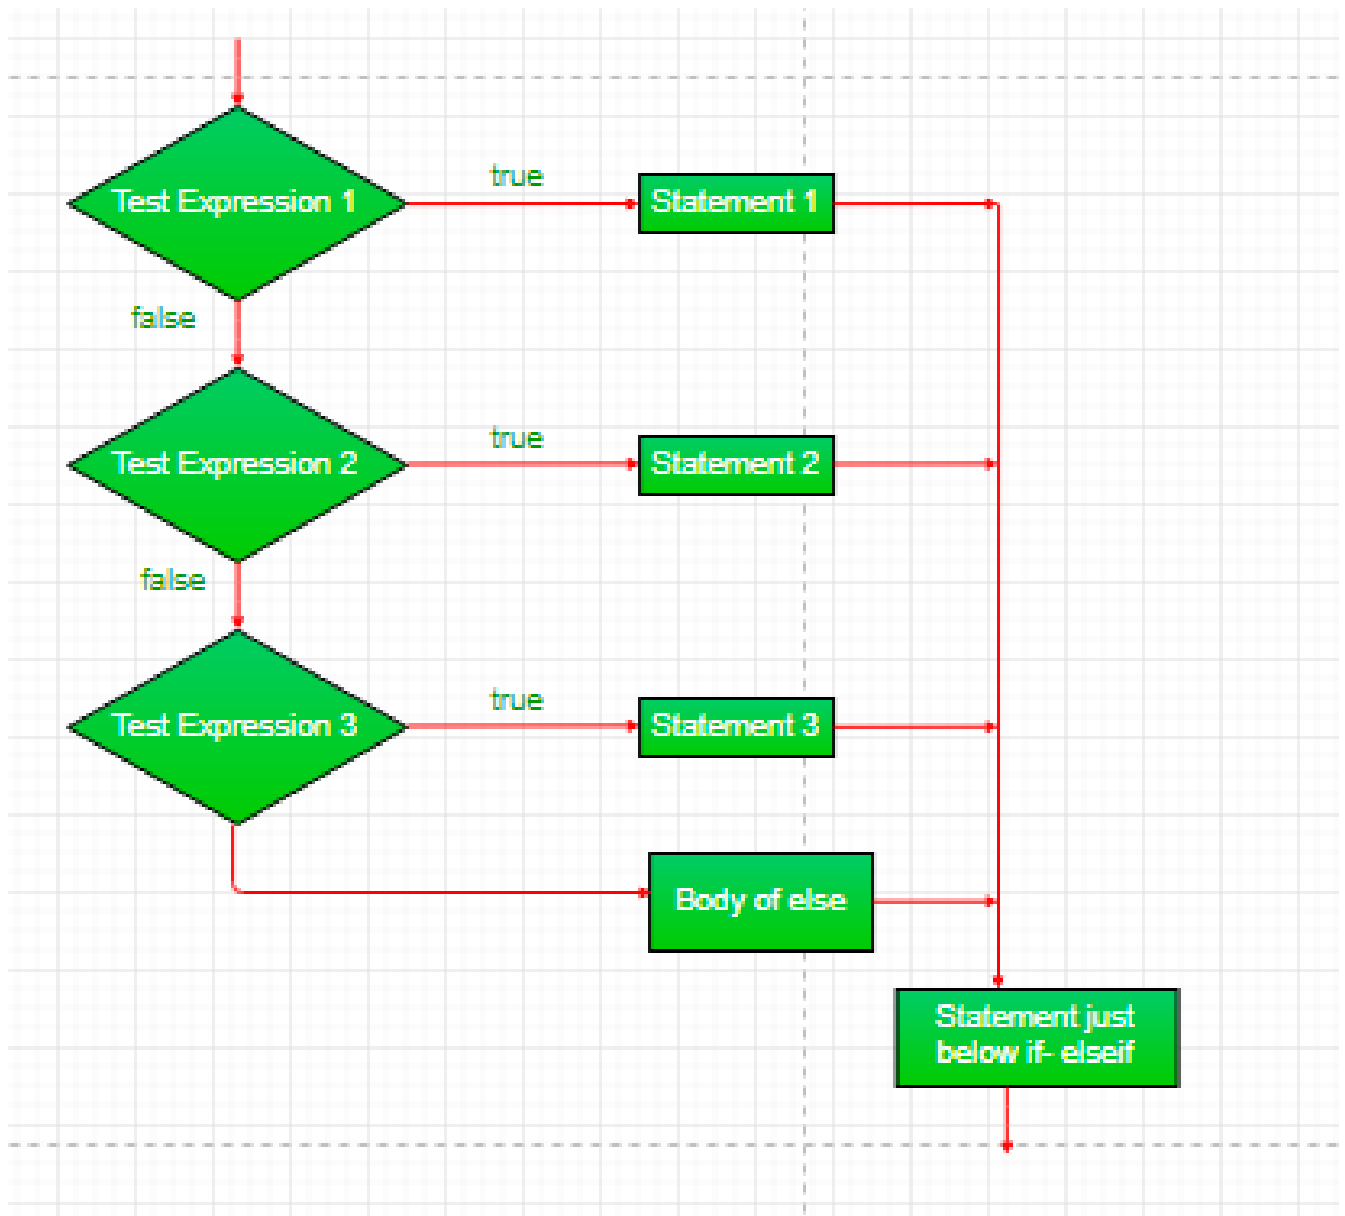 Test Expression 1
true
Statement 1
false
Test Expression 2
true
Statement 2
false
Test Expression 3
true
Statement 3
Body of else
Statement just
below if- elseif